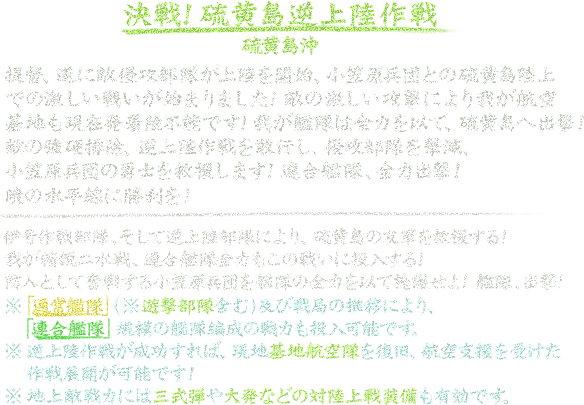 決戦!硫黄島逆上陸作戦
硫黄島沖
提督、遂に敵侵攻部隊が上陸を開始、小笠原兵団との硫黄島陸上
での激しい戦いが始まりました! 敵の激しい攻撃により我が航空
基地も現在発着陸不能です! 我が艦隊は全力を以て、硫黄島へ出撃!
敵の強硬排除、逆上陸作戦を敢行し、侵攻部隊を撃滅、
小笠原兵団の勇士を救援します! 連合艦隊、全力出撃!
暁の水平線に勝利を!
伊号作戦部隊、そして逆上陸部隊により、硫黄島の友軍を救援する!
我が精鋭二水戦、連合艦隊全力もこの戦いに投入する!
防人として奮戦する小笠原兵団を艦隊の全力を以て掩護せよ! 艦隊、出撃!
※「通常艦隊」(※遊撃部隊含む)及び戦局の推移により、
「連合艦隊」規模の艦隊編成の戦力も投入可能です。
※ 逆上陸作戦が成功すれば、現地基地航空隊を復旧、航空支援を受けた
作戦展開が可能です!
※ 地上敵戦力には三式弾や大発などの対陸上戦装備も有効です。